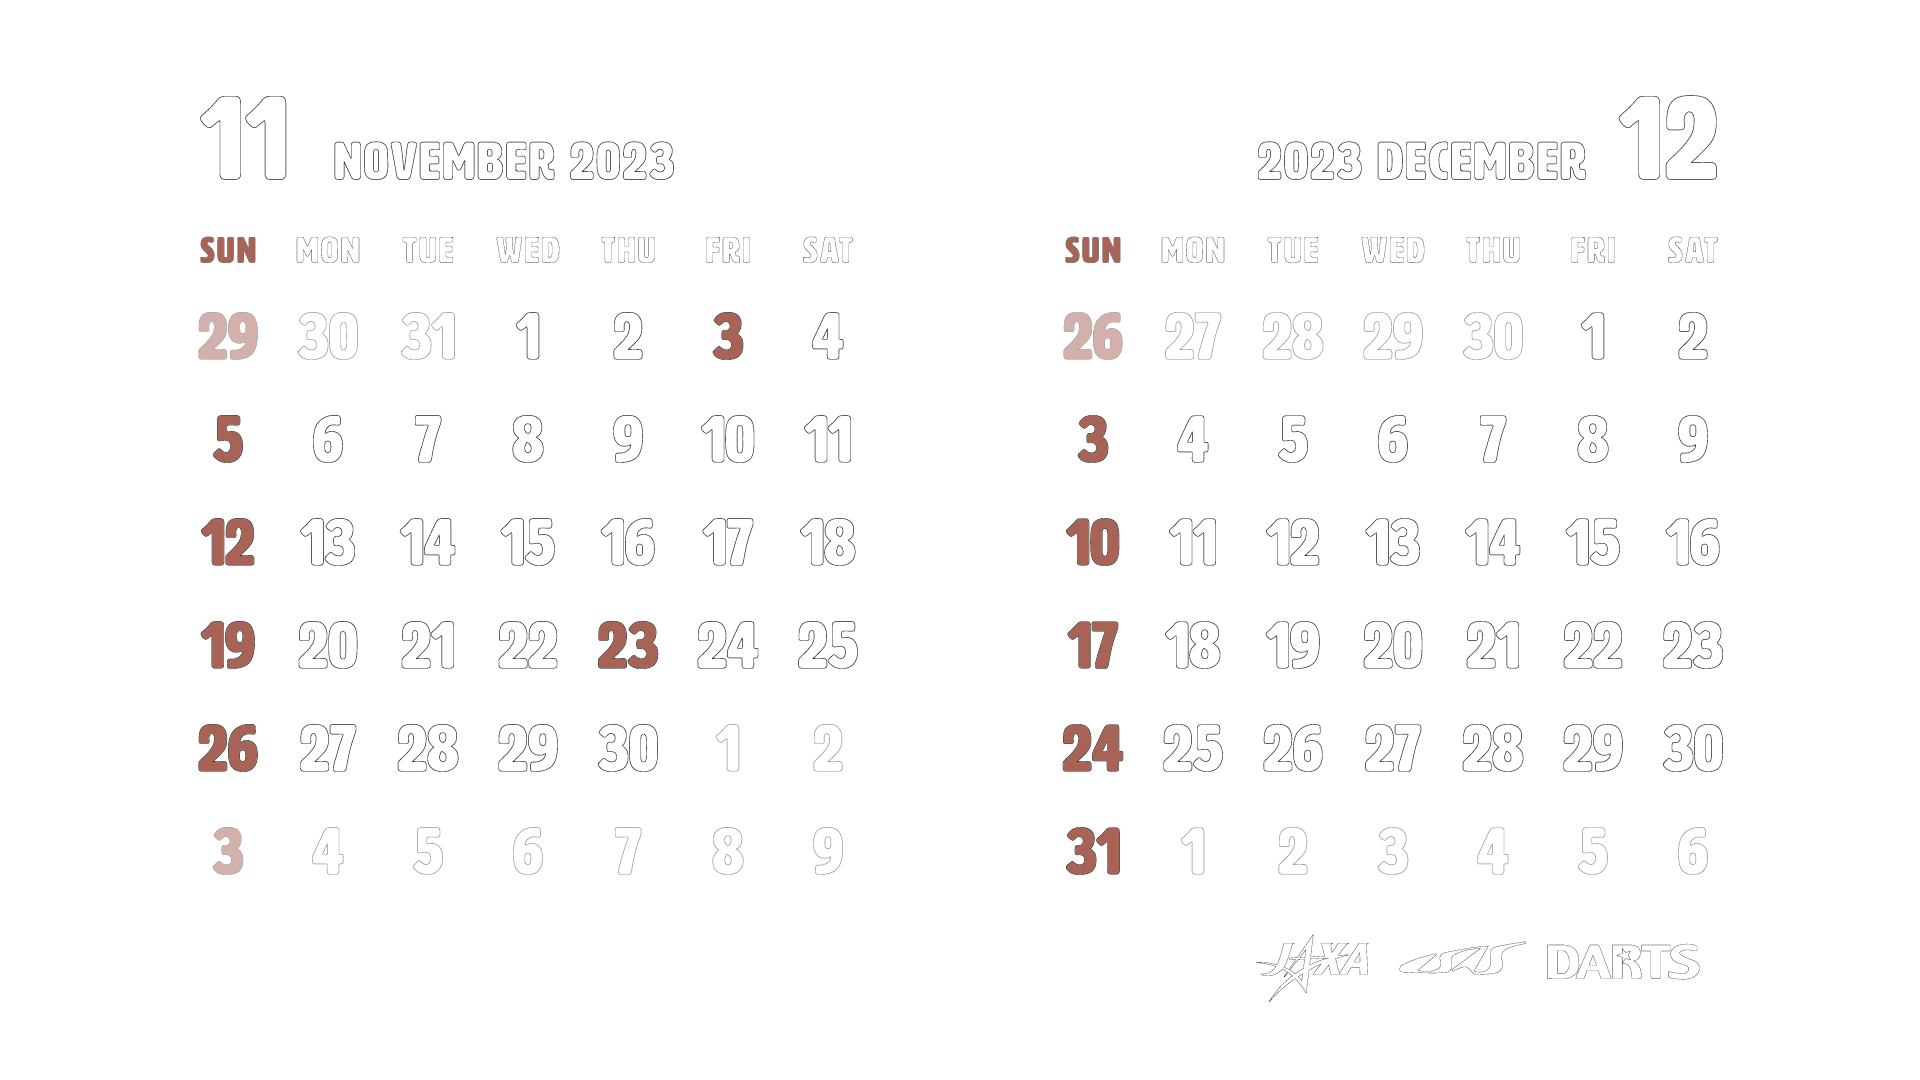 11 NOVEMBER 2023
SUN MON TUE WED THU FRI SAT
29 30 31 1 2 3 4
5 6 7 8 9 10 11
12 13 14 15 16 17 18
19 20 21 22 23 24 25
26 27 28 29 30 1 2
3 4 5 6 7 8 9
2023 DECEMBER 12
SUN MON TUE WED THU FRI SAT
26 27 28 29 30 1 2
3 4 5 6 7 8 9
10 11 12 13 14 15 16
17 18 19 20 21 22 23
24 25 26 27 28 29 30
31 1 2 3 4 5 6
JAXA ISAS DARTS